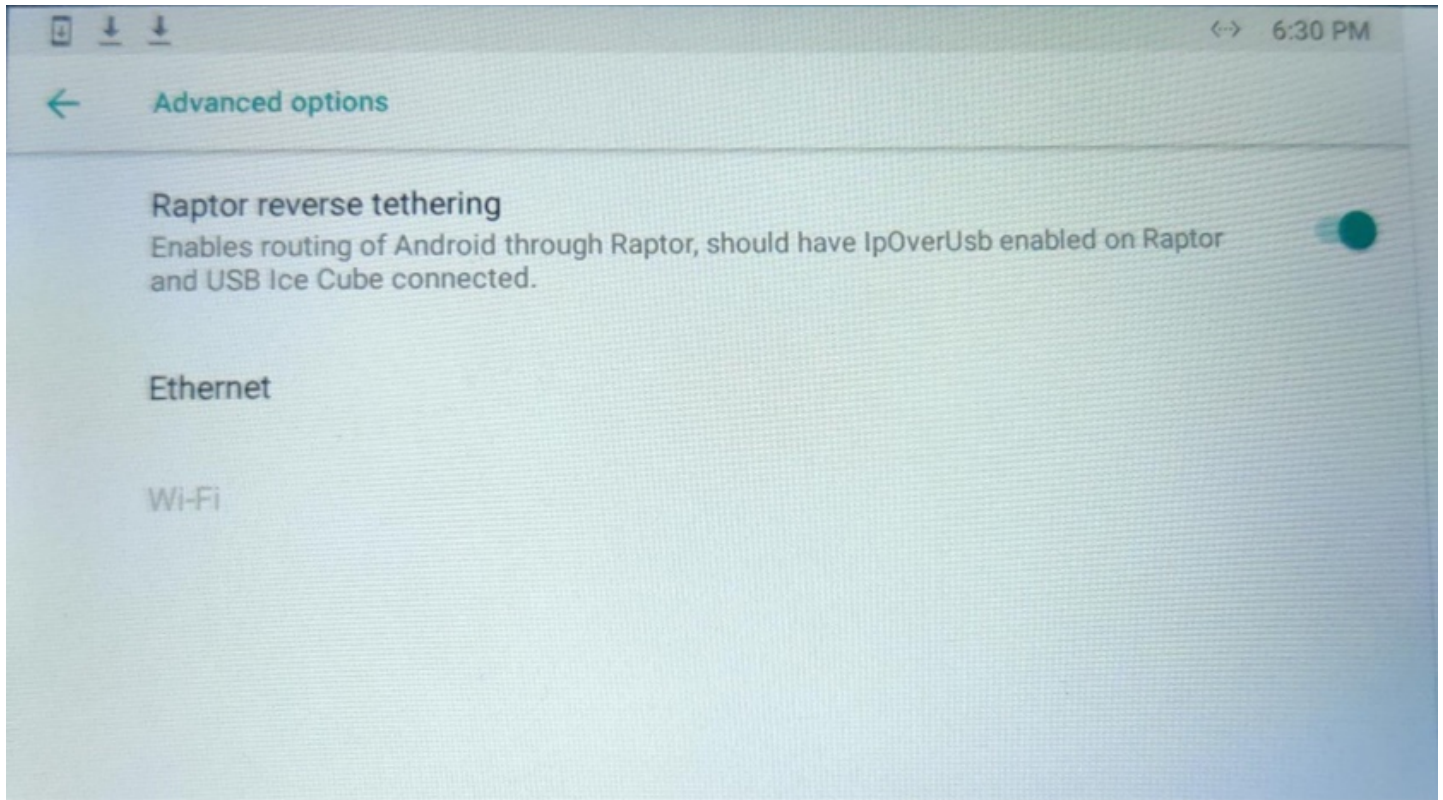 6:30 PM
Advanced options
Raptor reverse tethering
Enables routing of Android through Raptor, should have IpOverUsb enabled on Raptor
and USB Ice Cube connected.
Ethernet
Wi-Fi